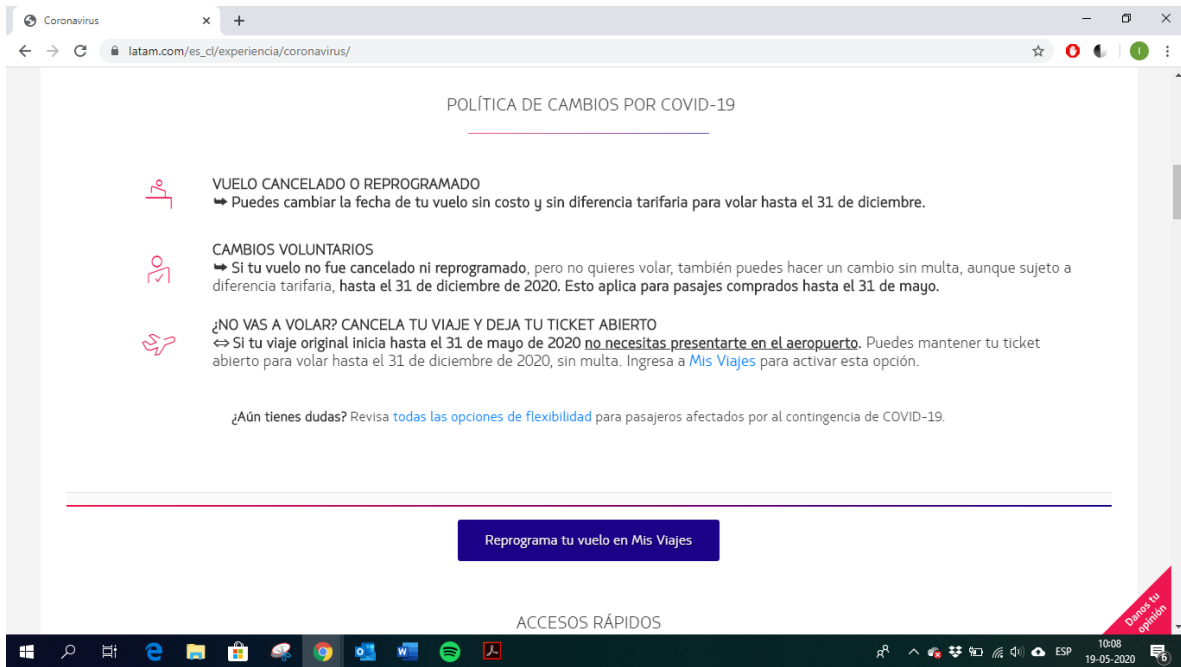 Coronavirus
latam.com/es_cl/experiencia/coronavirus/
POLÍTICA DE CAMBIOS POR COVID-19
VUELO CANCELADO O REPROGRAMADO
➥ Puedes cambiar la fecha de tu vuelo sin costo y sin diferencia tarifaria para volar hasta el 31 de diciembre.
CAMBIOS VOLUNTARIOS
➥ Si tu vuelo no fue cancelado ni reprogramado, pero no quieres volar, también puedes hacer un cambio sin multa, aunque sujeto a
diferencia tarifaria, hasta el 31 de diciembre de 2020. Esto aplica para pasajes comprados hasta el 31 de mayo.
¿NO VAS A VOLAR? CANCELA TU VIAJE Y DEJA TU TICKET ABIERTO
⇔ Si tu viaje original inicia hasta el 31 de mayo de 2020 no necesitas presentarte en el aeropuerto. Puedes mantener tu ticket
abierto para volar hasta el 31 de diciembre de 2020, sin multa. Ingresa a Mis Viajes para activar esta opción.
¿Aún tienes dudas? Revisa todas las opciones de flexibilidad para pasajeros afectados por al contingencia de COVID-19.
Reprograma tu vuelo en Mis Viajes
ACCESOS RÁPIDOS
Danos tu
opinión
ESP
10:08
19-05-2020
6